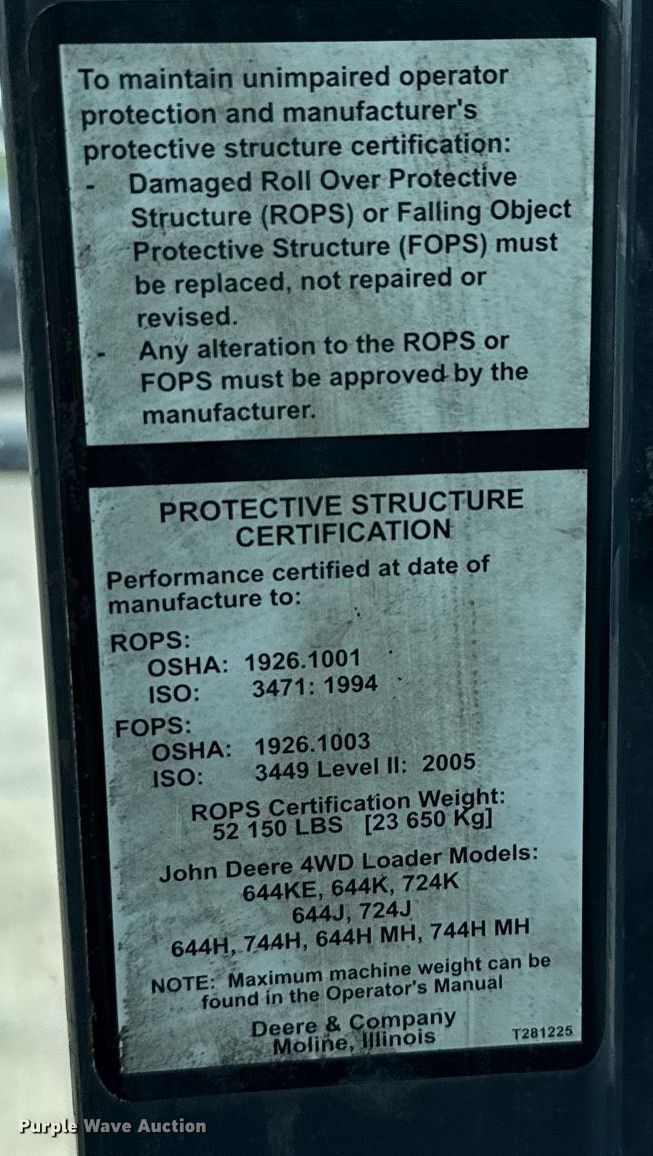 To maintain unimpaired operator
protection and manufacturer's
protective structure certification:
- Damaged Roll Over Protective
Structure (ROPS) or Falling Object
Protective Structure (FOPS) must
be replaced, not repaired or
revised.
- Any alteration to the ROPS or
FOPS must be approved by the
manufacturer.
PROTECTIVE STRUCTURE
CERTIFICATION
Performance certified at date of
manufacture to:
ROPS:
OSHA: 1926.1001
ISO: 3471: 1994
FOPS:
OSHA: 1926.1003
ISO: 3449 Level II: 2005
ROPS Certification Weight:
52 150 LBS [23 650 Kg]
John Deere 4WD Loader Models:
644KE, 644K, 724K
644J, 724J
644H, 744H, 644H MH, 744H MH
NOTE: Maximum machine weight can be
found in the Operator's Manual
Deere & Company
Moline, Illinois
T281225
Purple Wave Auction